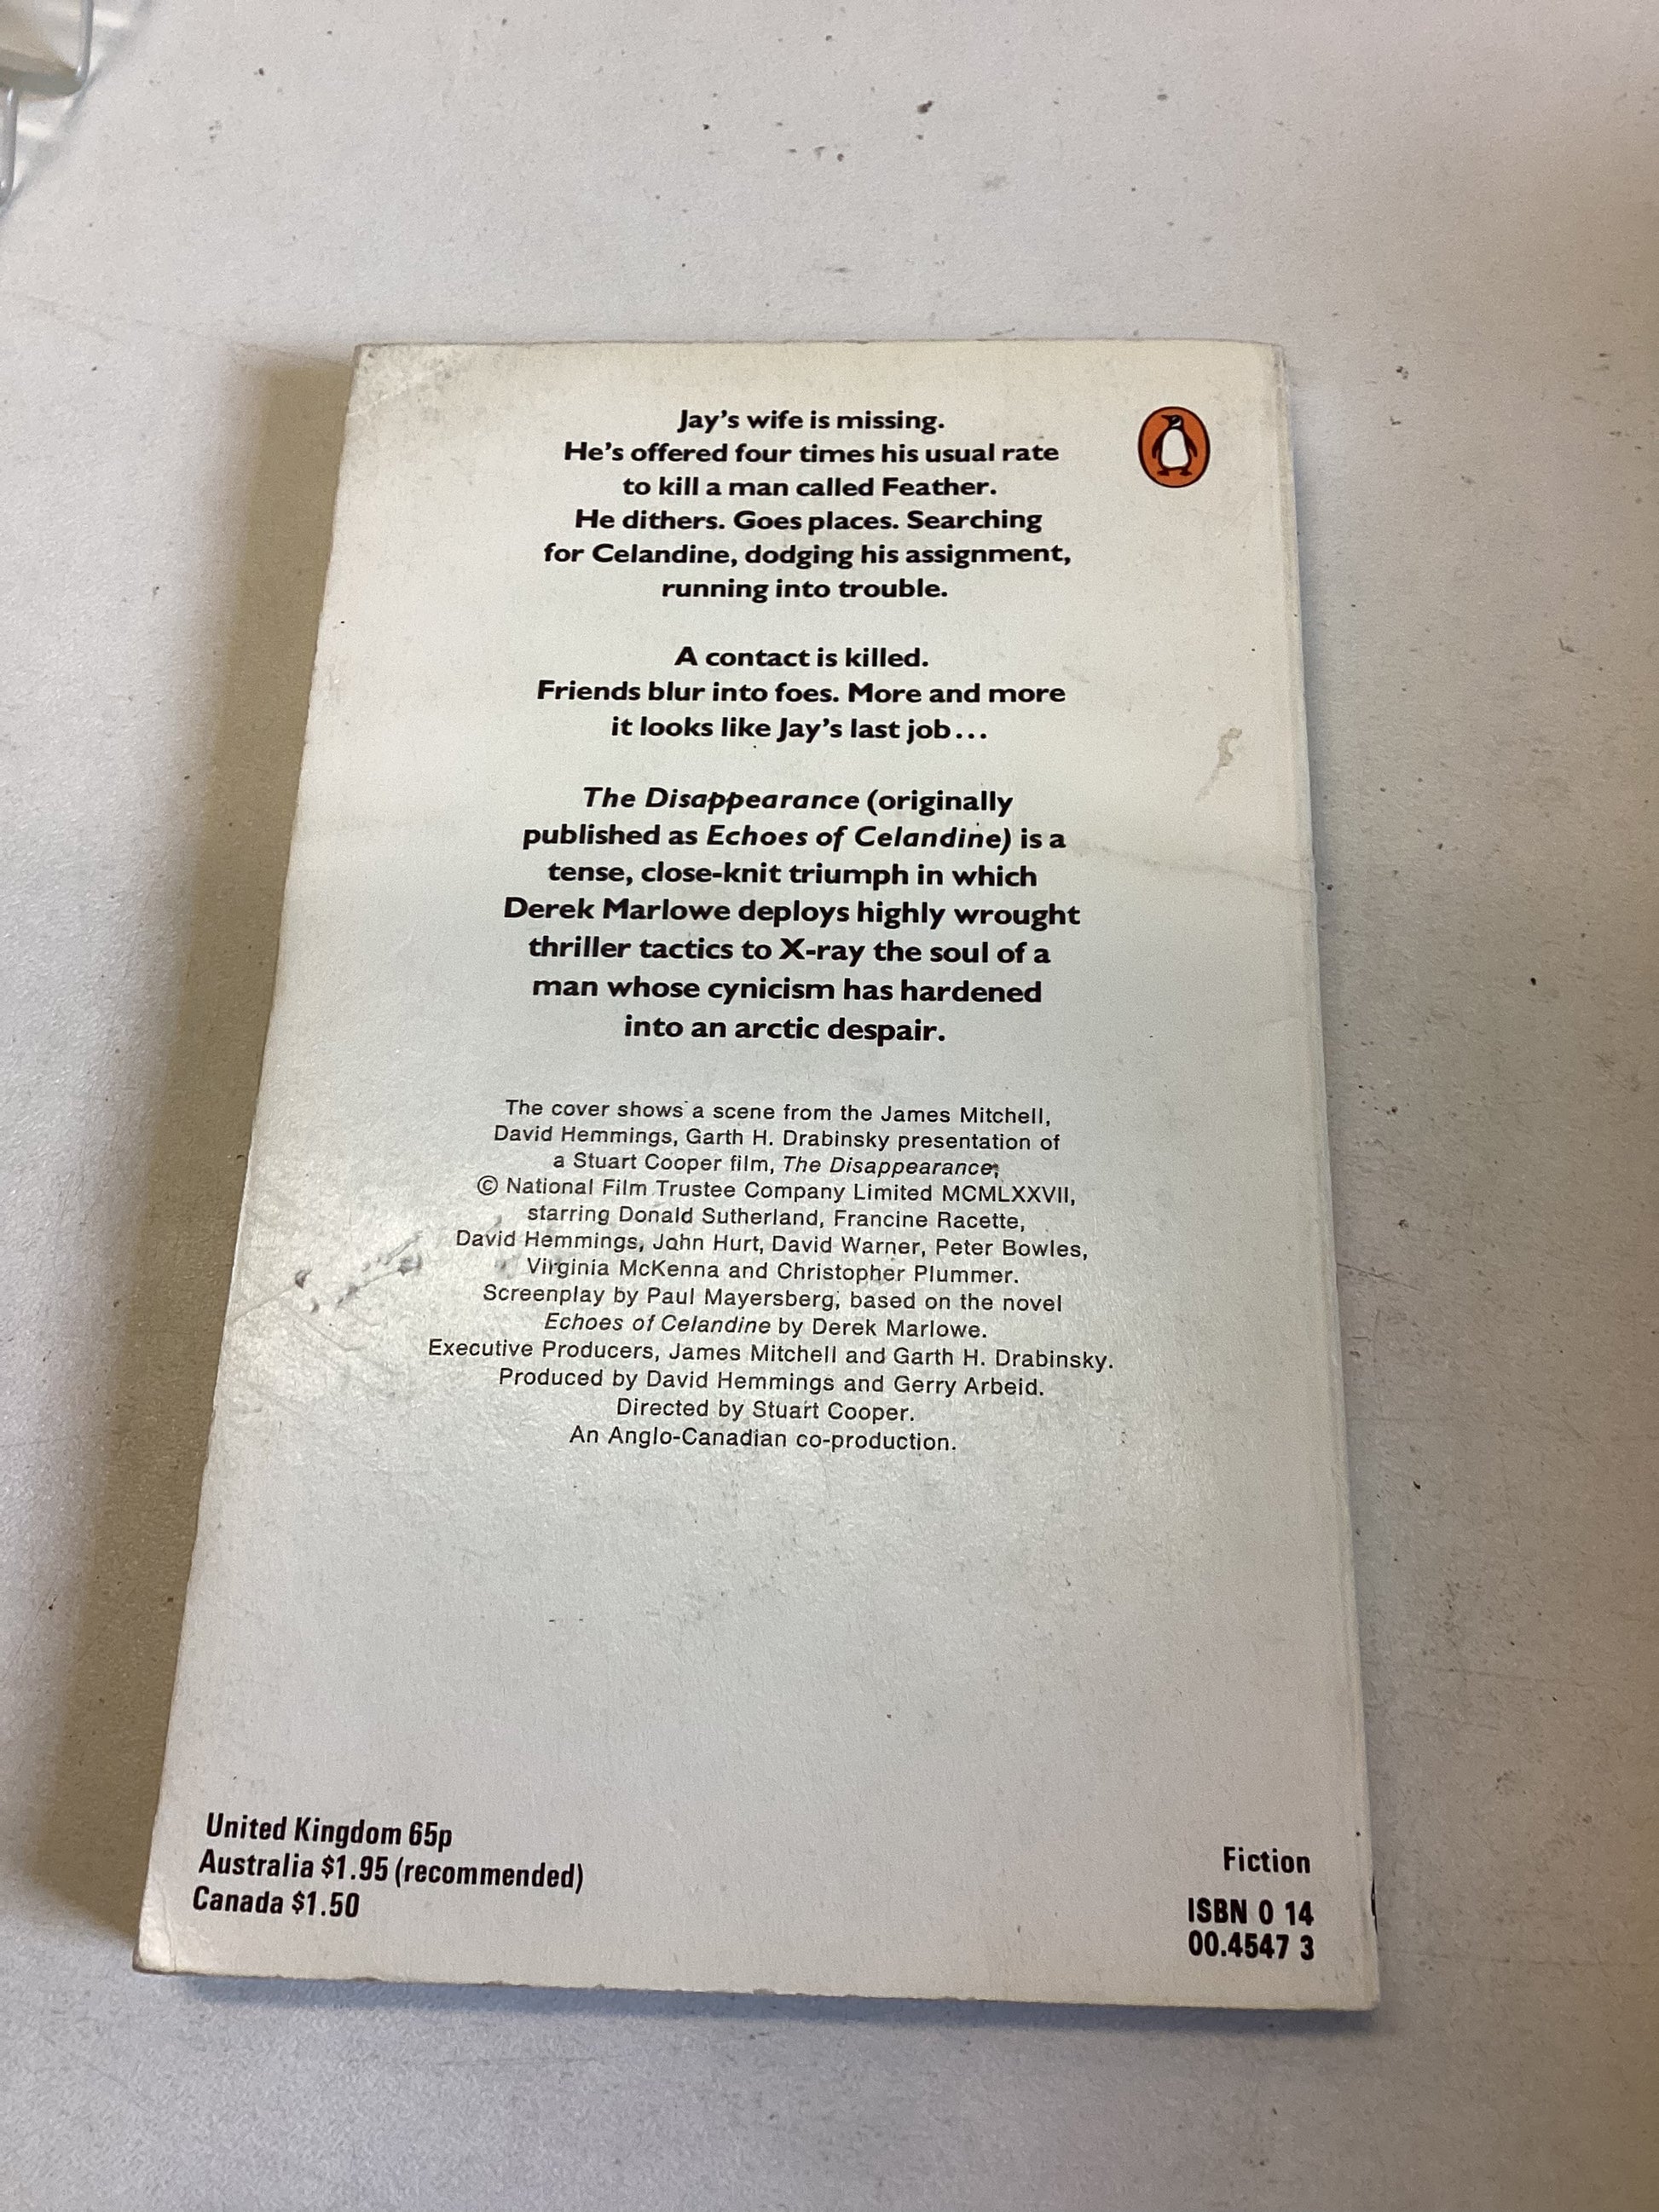 Jay's wife is missing.
He's offered four times his usual rate
to kill a man called Feather.
He dithers. Goes places. Searching
for Celandine, dodging his assignment,
running into trouble.
A contact is killed.
Friends blur into foes. More and more
it looks like Jay's last job...
The Disappearance (originally
published as Echoes of Celandine) is a
tense, close-knit triumph in which
Derek Marlowe deploys highly wrought
thriller tactics to X-ray the soul of a
man whose cynicism has hardened
into an arctic despair.
The cover shows a scene from the James Mitchell,
David Hemmings, Garth H. Drabinsky presentation of
a Stuart Cooper film, The Disappearance,
© National Film Trustee Company Limited MCMLXXVII,
starring Donald Sutherland, Francine Racette,
David Hemmings, John Hurt, David Warner, Peter Bowles,
Virginia McKenna and Christopher Plummer.
Screenplay by Paul Mayersberg, based on the novel
Echoes of Celandine by Derek Marlowe.
Executive Producers, James Mitchell and Garth H. Drabinsky.
Produced by David Hemmings and Gerry Arbeid.
Directed by Stuart Cooper.
An Anglo-Canadian co-production.
United Kingdom 65p
Australia $1.95 (recommended)
Canada $1.50
Fiction
ISBN 0 14
00.4547 3